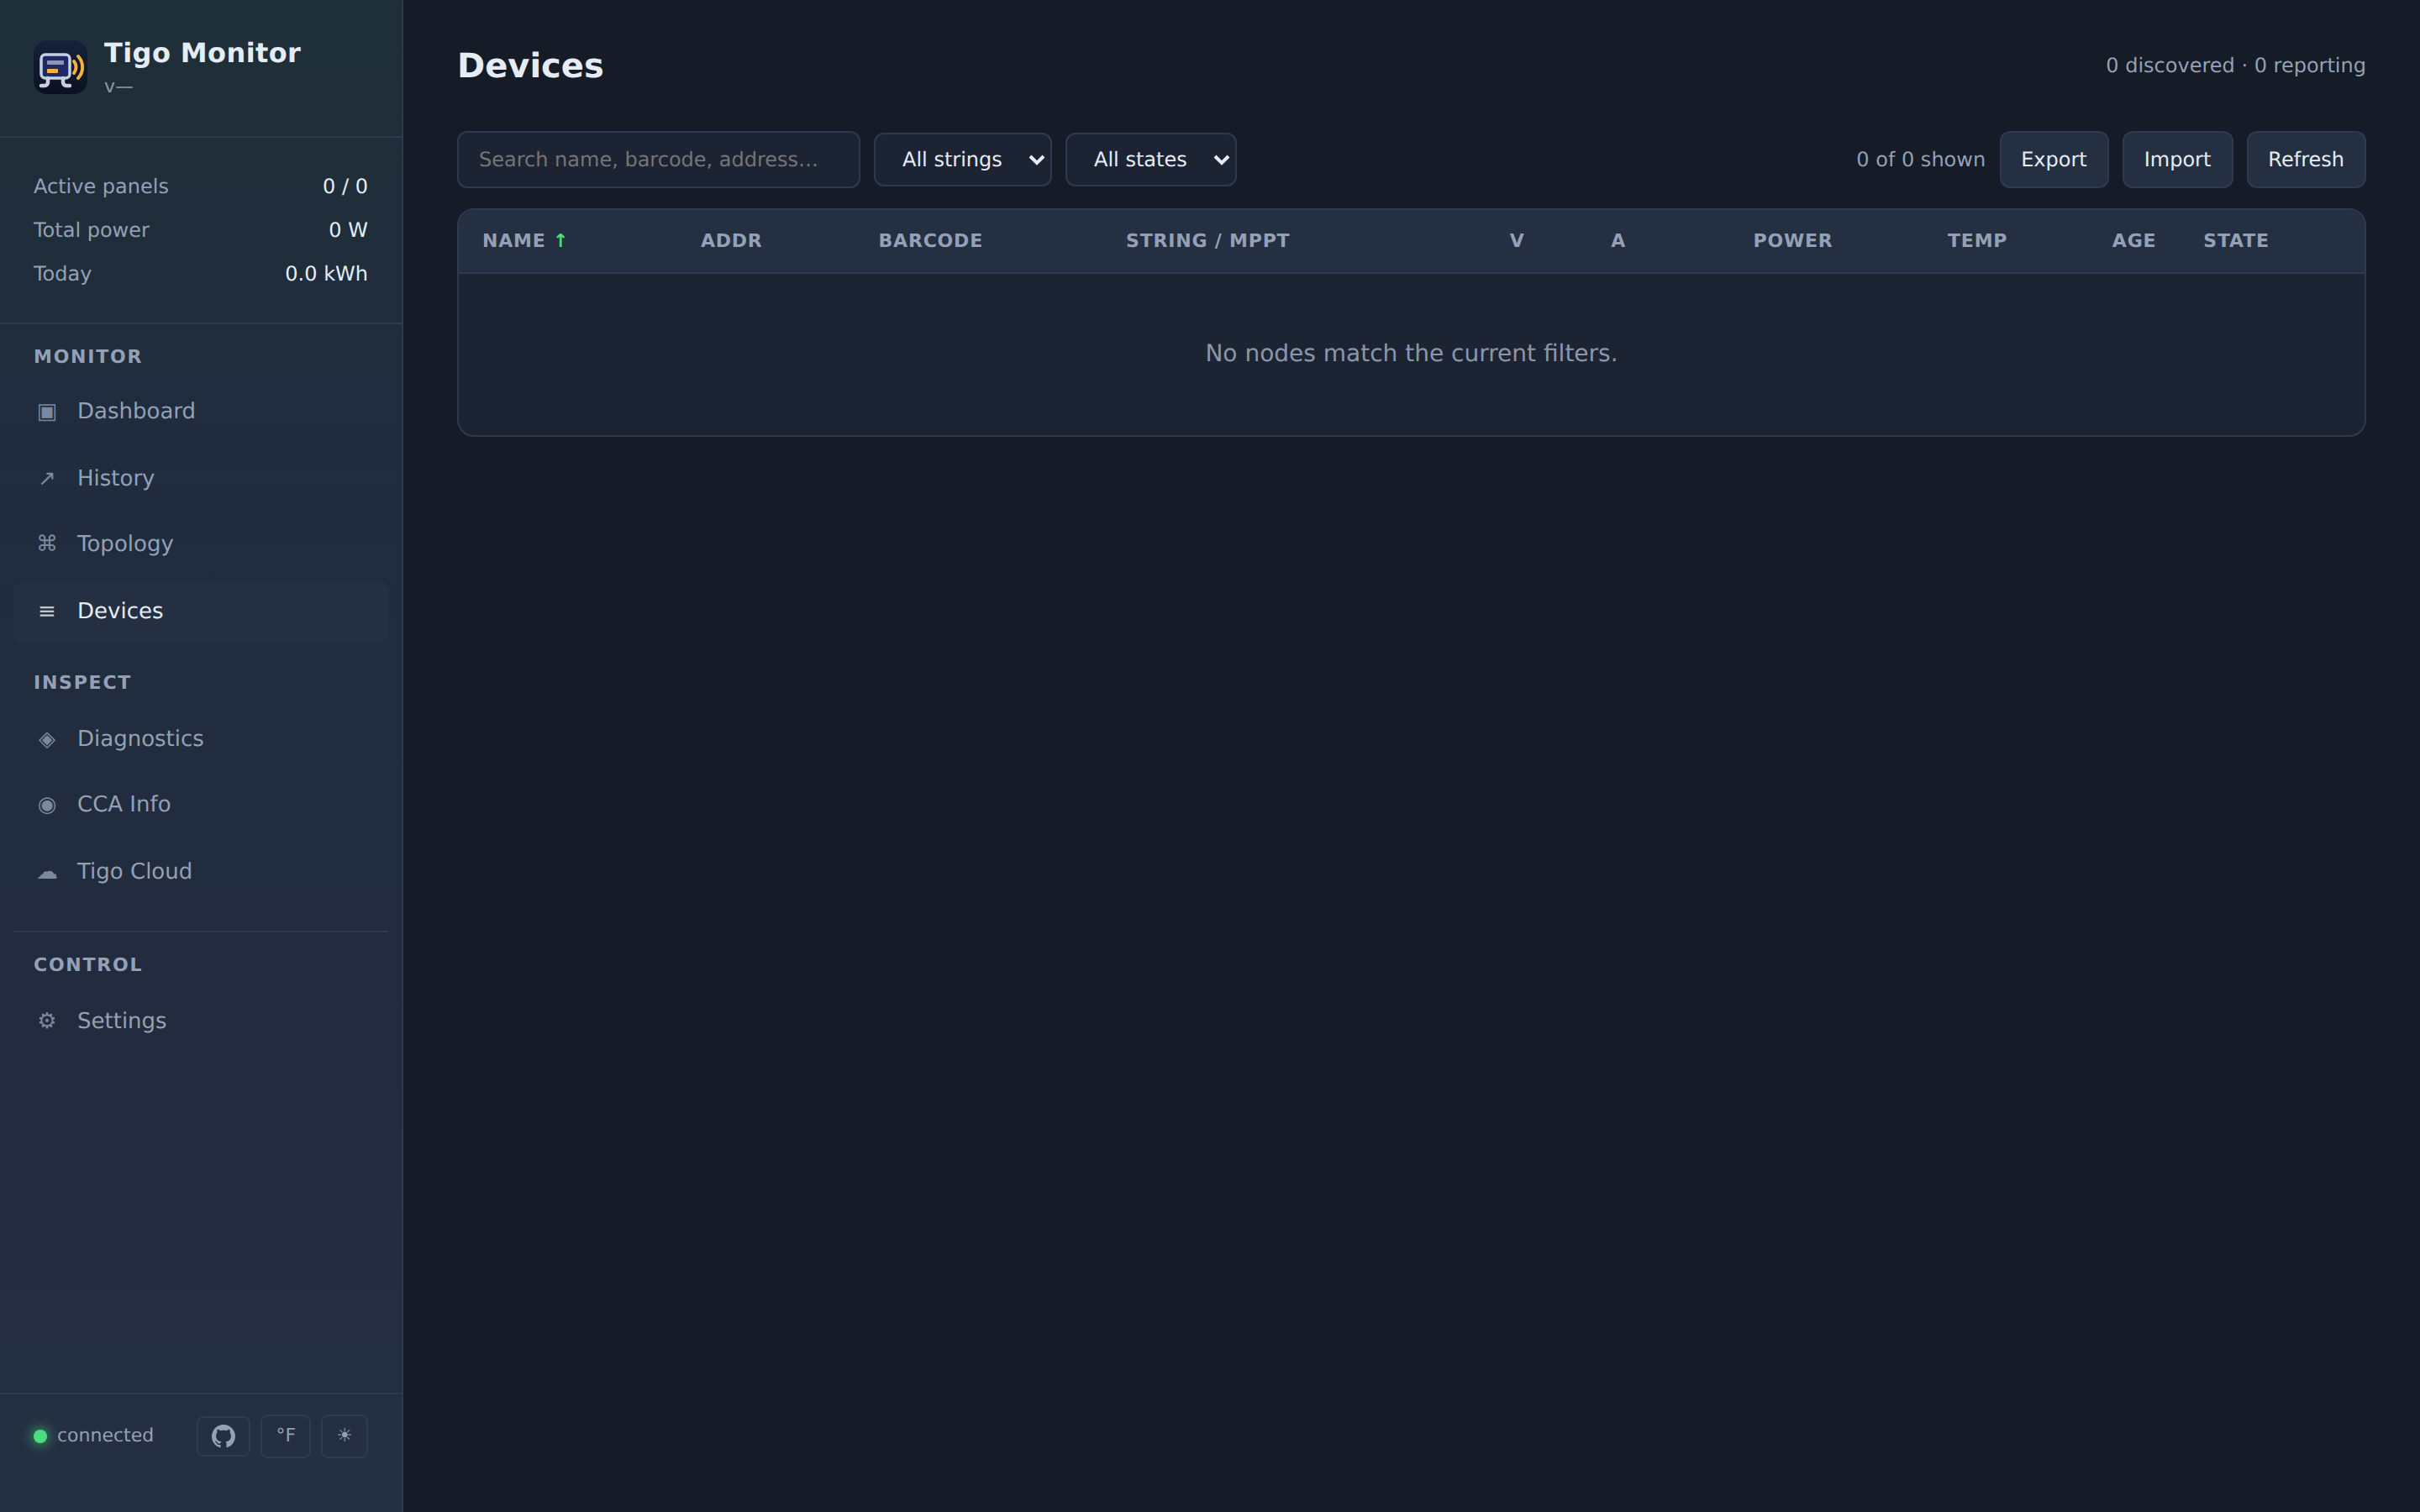 Tigo Monitor
v—
Active panels 0 / 0
Total power 0 W
Today 0.0 kWh
MONITOR
Dashboard
History
Topology
Devices
INSPECT
Diagnostics
CCA Info
Tigo Cloud
CONTROL
Settings
connected °F
Devices
0 discovered · 0 reporting
Search name, barcode, address... All strings All states 0 of 0 shown Export Import Refresh
NAME ↑ ADDR BARCODE STRING / MPPT V A POWER TEMP AGE STATE
No nodes match the current filters.